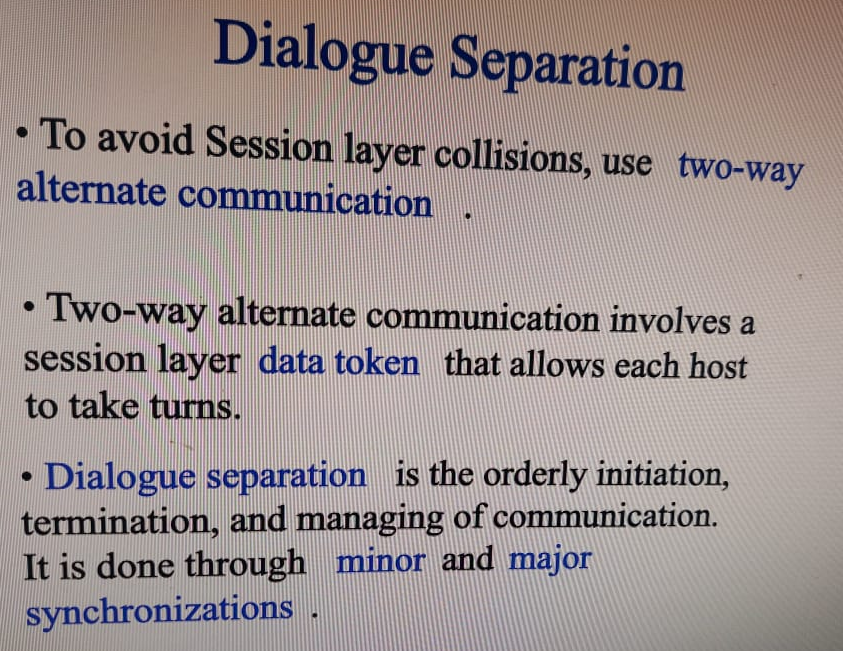 Dialogue Separation
• To avoid Session layer collisions, use two-way
alternate communication .
• Two-way alternate communication involves a
session layer data token that allows each host
to take turns.
• Dialogue separation is the orderly initiation,
termination, and managing of communication.
It is done through minor and major
synchronizations .